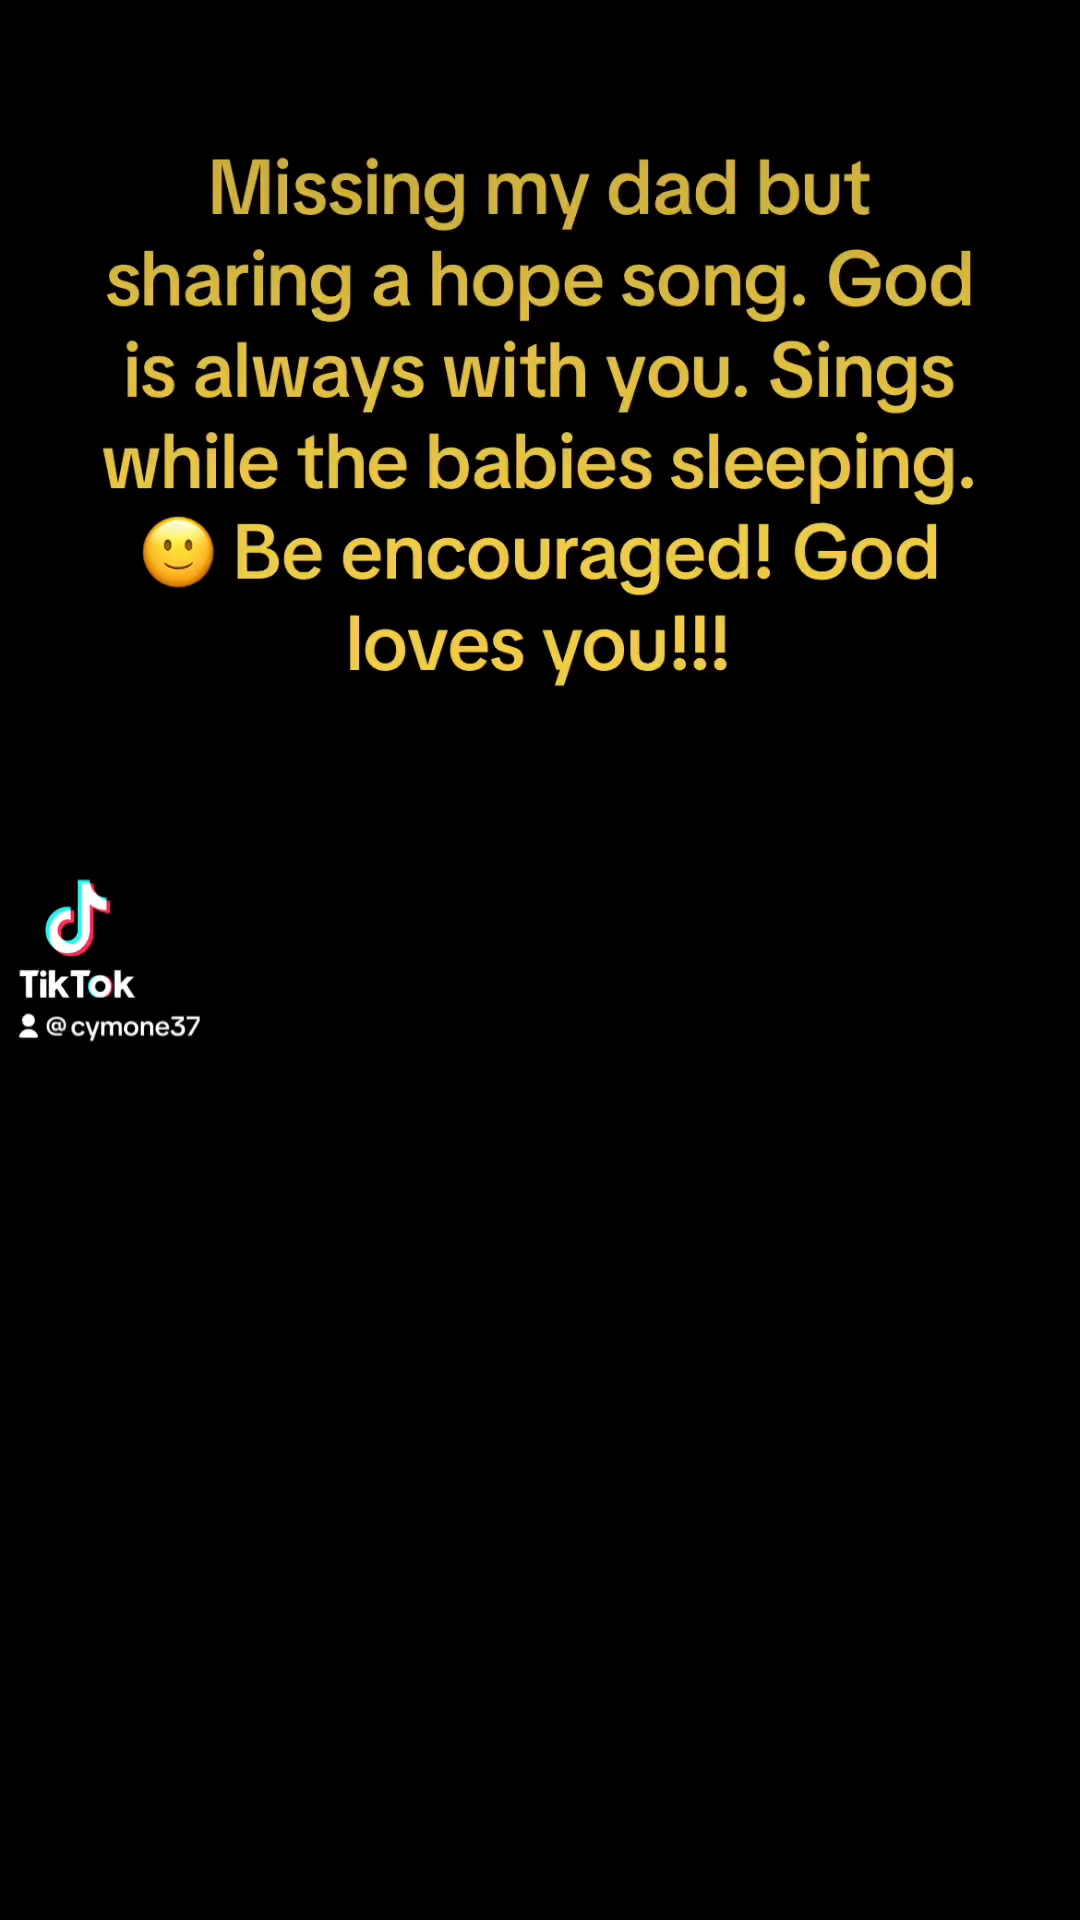 Missing my dad but
sharing a hope song. God
is always with you. Sings
while the babies sleeping.
🙂 Be encouraged! God
loves you!!!
TikTok
@cymone37